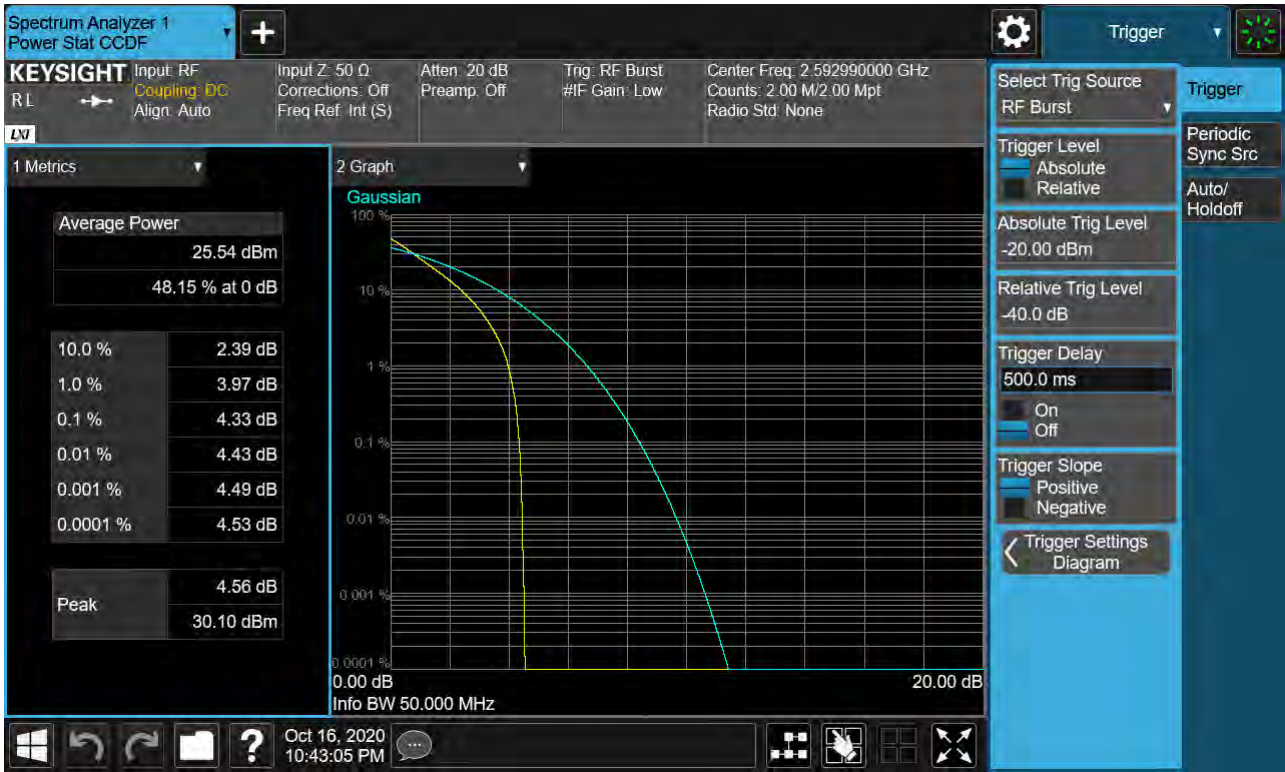 Spectrum Analyzer 1
Power Stat CCDF
+
Trigger
KEYSIGHT
RL
LXI
Input: RF
Coupling: DC
Align: Auto
Input Z: 50 Ω
Corrections: Off
Freq Ref: Int (S)
Atten: 20 dB
Preamp: Off
Trig: RF Burst
#IF Gain: Low
Center Freq: 2.592990000 GHz
Counts: 2.00 M/2.00 Mpt
Radio Std: None
1 Metrics
Average Power
25.54 dBm
48.15 % at 0 dB
10.0 % 2.39 dB
1.0 % 3.97 dB
0.1 % 4.33 dB
0.01 % 4.43 dB
0.001 % 4.49 dB
0.0001 % 4.53 dB
Peak
4.56 dB
30.10 dBm
2 Graph
Gaussian
100 %
10 %
1 %
0.1 %
0.01 %
0.001 %
0.0001 %
0.00 dB 20.00 dB
Info BW 50.000 MHz
Select Trig Source
RF Burst
Trigger Level
Absolute
Relative
Absolute Trig Level
-20.00 dBm
Relative Trig Level
-40.0 dB
Trigger Delay
500.0 ms
On
Off
Trigger Slope
Positive
Negative
Trigger Settings
Diagram
Trigger
Periodic
Sync Src
Auto/
Holdoff
?
Oct 16, 2020
10:43:05 PM